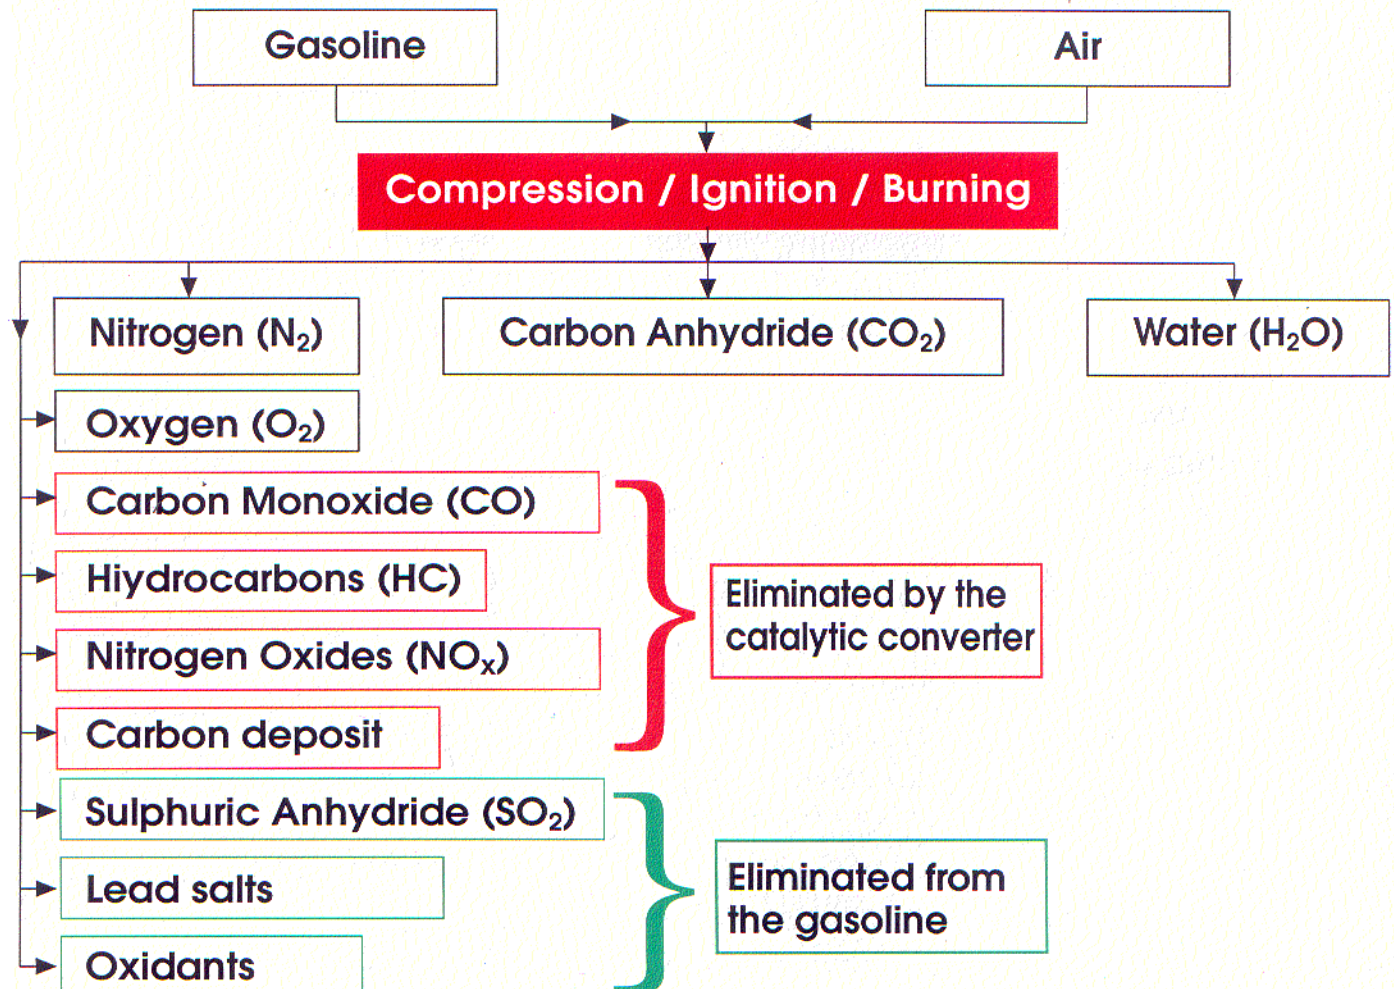 Gasoline
Air
Compression / Ignition / Burning
Nitrogen (N₂)
Carbon Anhydride (CO₂)
Water (H₂O)
Oxygen (O₂)
Carbon Monoxide (CO)
Hiydrocarbons (HC)
Nitrogen Oxides (NOₓ)
Carbon deposit
Eliminated by the
catalytic converter
Sulphuric Anhydride (SO₂)
Lead salts
Oxidants
Eliminated from
the gasoline